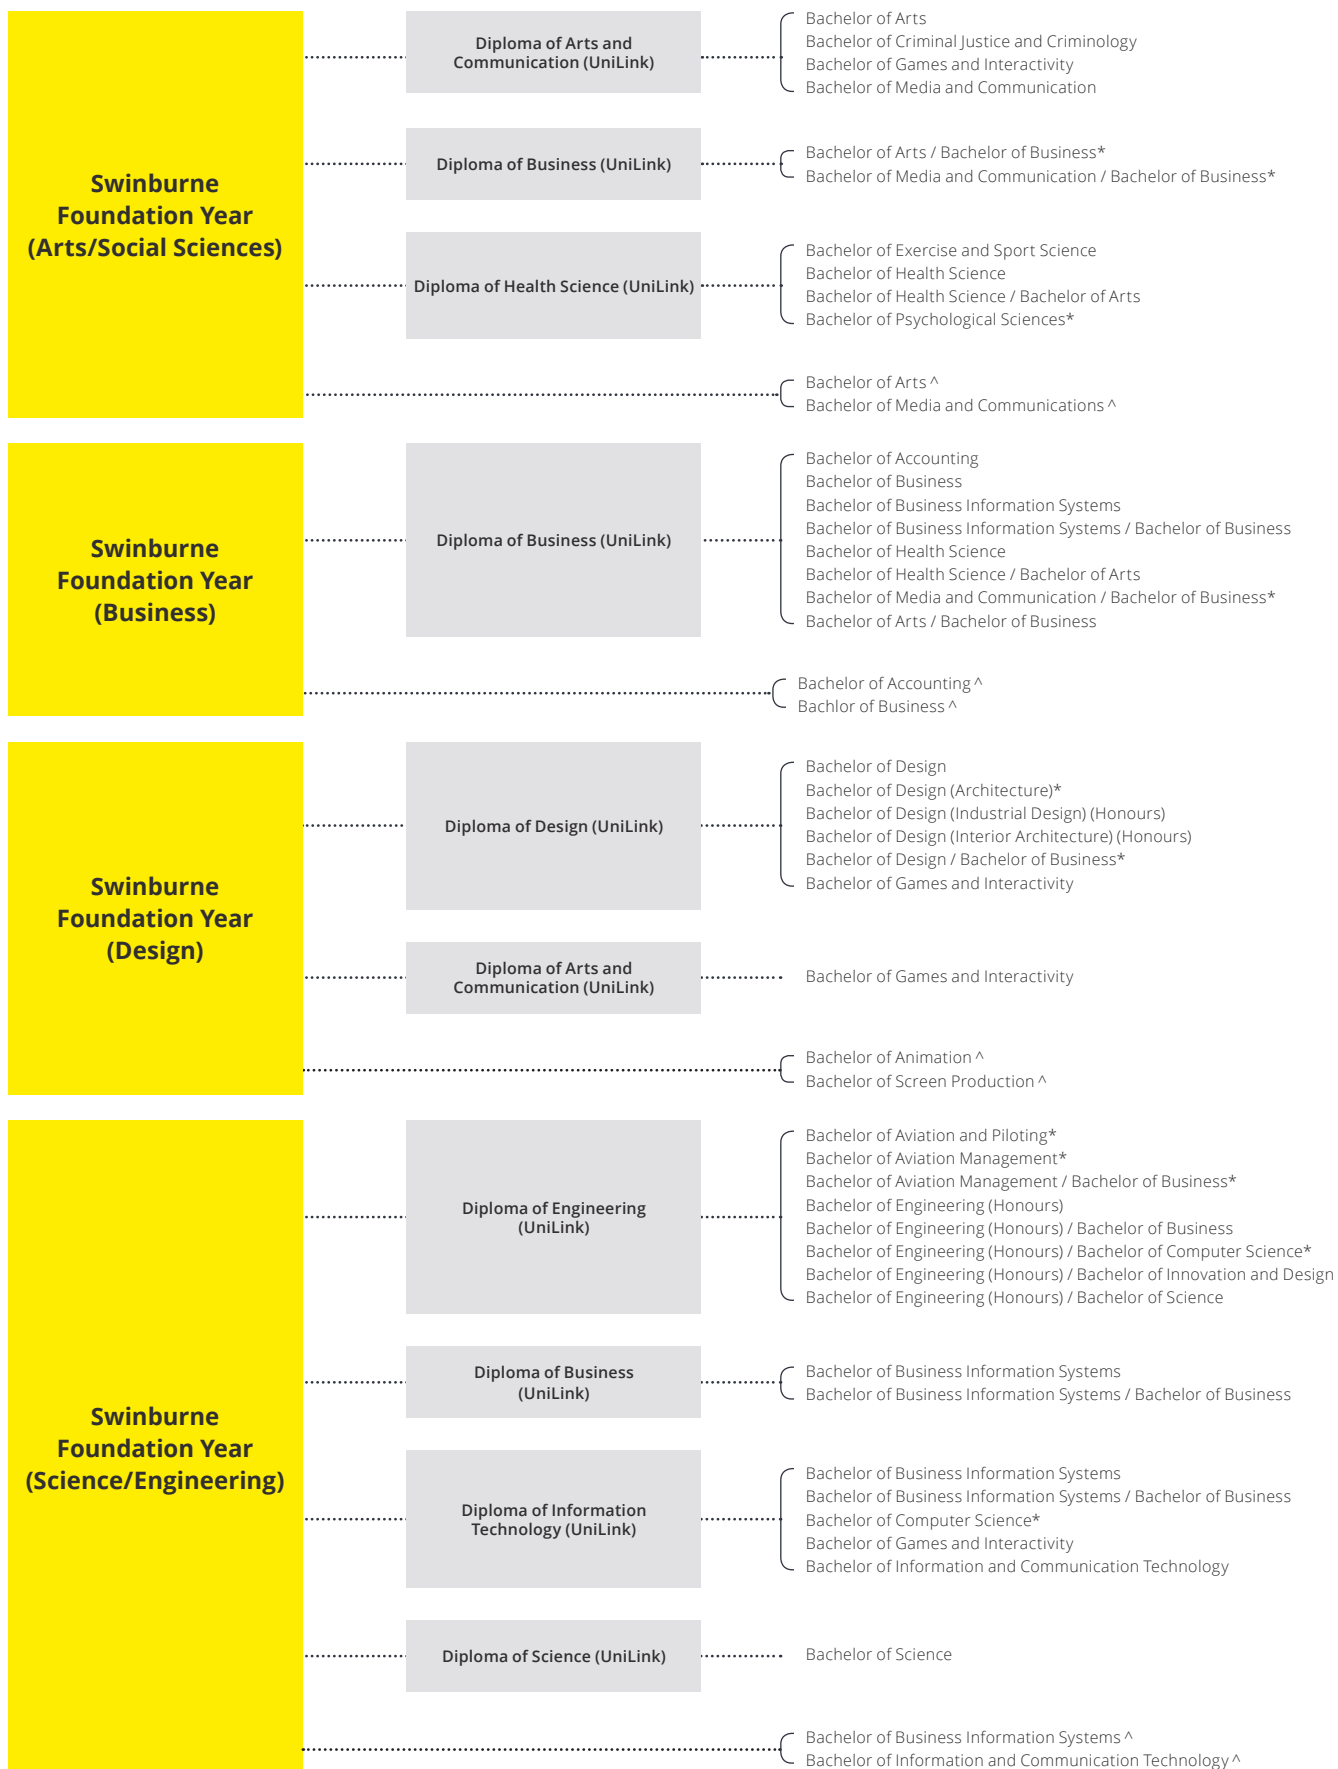 Swinburne
Foundation Year
(Arts/Social Sciences)
Diploma of Arts and
Communication (UniLink)
Bachelor of Arts
Bachelor of Criminal Justice and Criminology
Bachelor of Games and Interactivity
Bachelor of Media and Communication
Diploma of Business (UniLink)
Bachelor of Arts / Bachelor of Business*
Bachelor of Media and Communication / Bachelor of Business*
Diploma of Health Science (UniLink)
Bachelor of Exercise and Sport Science
Bachelor of Health Science
Bachelor of Health Science / Bachelor of Arts
Bachelor of Psychological Sciences*
Bachelor of Arts ^
Bachelor of Media and Communications ^
Swinburne
Foundation Year
(Business)
Diploma of Business (UniLink)
Bachelor of Accounting
Bachelor of Business
Bachelor of Business Information Systems
Bachelor of Business Information Systems / Bachelor of Business
Bachelor of Health Science
Bachelor of Health Science / Bachelor of Arts
Bachelor of Media and Communication / Bachelor of Business*
Bachelor of Arts / Bachelor of Business
Bachelor of Accounting ^
Bachlor of Business ^
Swinburne
Foundation Year
(Design)
Diploma of Design (UniLink)
Bachelor of Design
Bachelor of Design (Architecture)*
Bachelor of Design (Industrial Design) (Honours)
Bachelor of Design (Interior Architecture) (Honours)
Bachelor of Design / Bachelor of Business*
Bachelor of Games and Interactivity
Diploma of Arts and
Communication (UniLink)
Bachelor of Games and Interactivity
Bachelor of Animation ^
Bachelor of Screen Production ^
Swinburne
Foundation Year
(Science/Engineering)
Diploma of Engineering
(UniLink)
Bachelor of Aviation and Piloting*
Bachelor of Aviation Management*
Bachelor of Aviation Management / Bachelor of Business*
Bachelor of Engineering (Honours)
Bachelor of Engineering (Honours) / Bachelor of Business
Bachelor of Engineering (Honours) / Bachelor of Computer Science*
Bachelor of Engineering (Honours) / Bachelor of Innovation and Design
Bachelor of Engineering (Honours) / Bachelor of Science
Diploma of Business
(UniLink)
Bachelor of Business Information Systems
Bachelor of Business Information Systems / Bachelor of Business
Diploma of Information
Technology (UniLink)
Bachelor of Business Information Systems
Bachelor of Business Information Systems / Bachelor of Business
Bachelor of Computer Science*
Bachelor of Games and Interactivity
Bachelor of Information and Communication Technology
Diploma of Science (UniLink)
Bachelor of Science
Bachelor of Business Information Systems ^
Bachelor of Information and Communication Technology ^